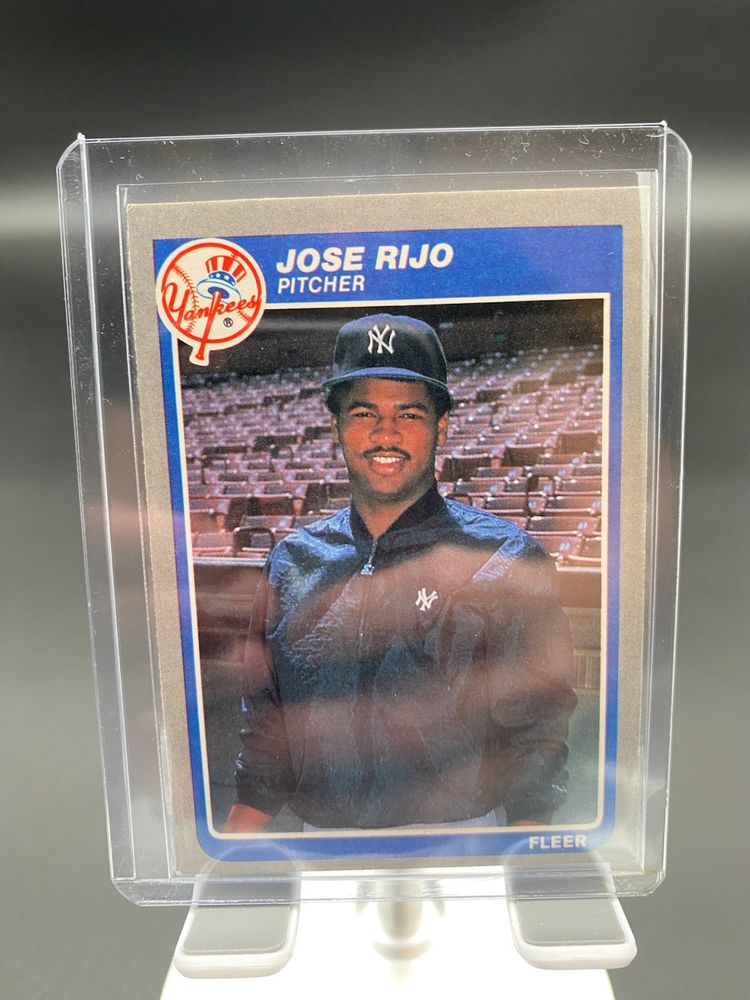 JOSE RIJO
PITCHER
Yankees
®
NY
NY
FLEER